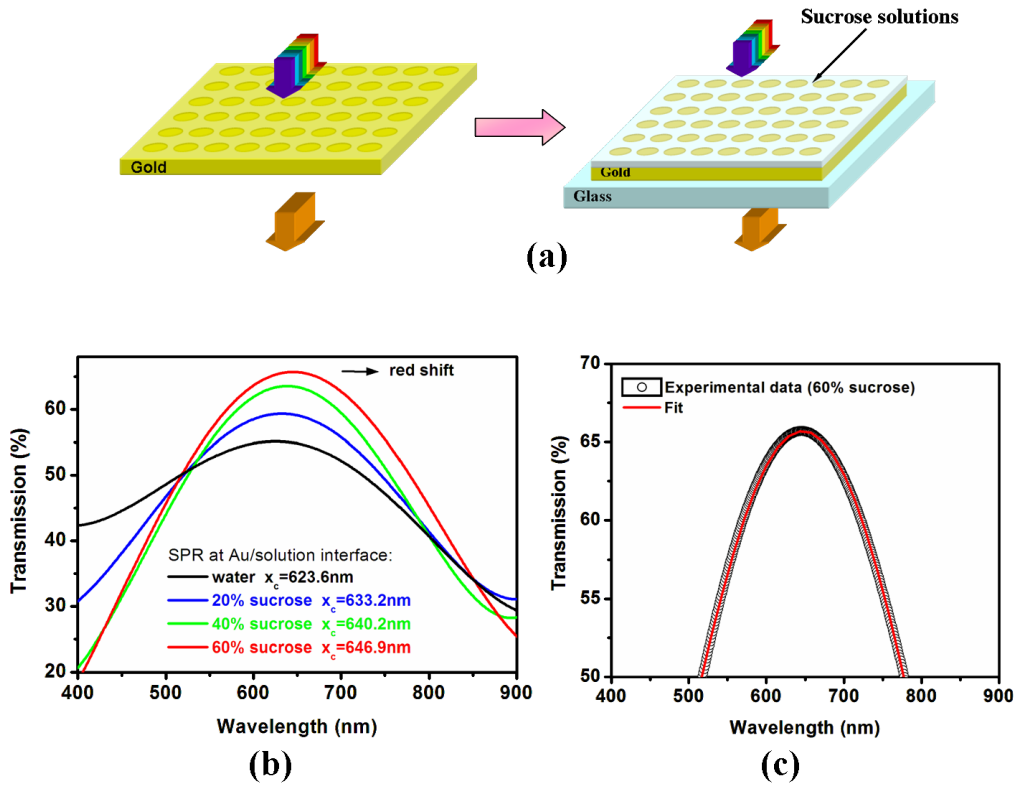 Sucrose solutions
Gold
Gold
Glass
(a)
Transmission (%)
60
50
40
30
20
400 500 600 700 800 900
Wavelength (nm)
red shift
SPR at Au/solution interface:
water x_c=623.6nm
20% sucrose x_c=633.2nm
40% sucrose x_c=640.2nm
60% sucrose x_c=646.9nm
(b)
Transmission (%)
70
65
60
55
50
400 500 600 700 800 900
Wavelength (nm)
Experimental data (60% sucrose)
Fit
(c)